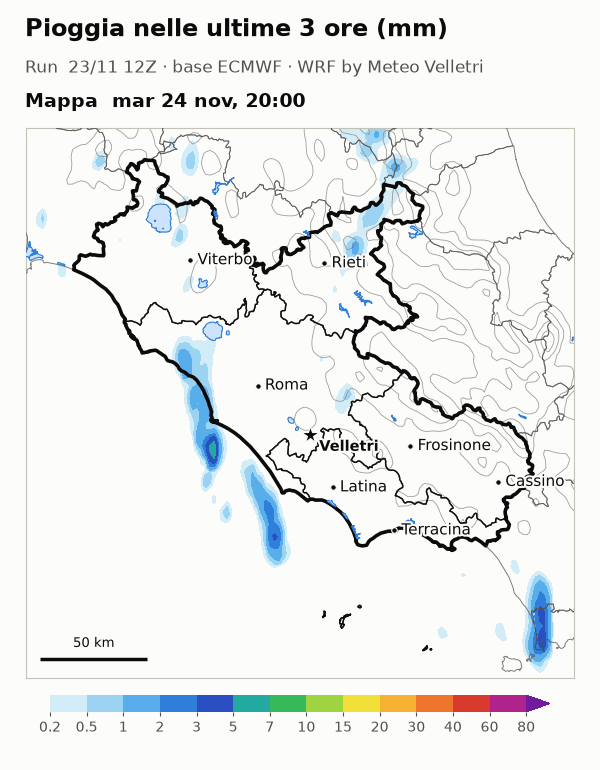 Pioggia nelle ultime 3 ore (mm)
Run 23/11 12Z · base ECMWF · WRF by Meteo Velletri
Mappa mar 24 nov, 20:00
Viterbo
Rieti
Roma
Velletri
Frosinone
Latina
Cassino
Terracina
50 km
0.2 0.5 1 2 3 5 7 10 15 20 30 40 60 80